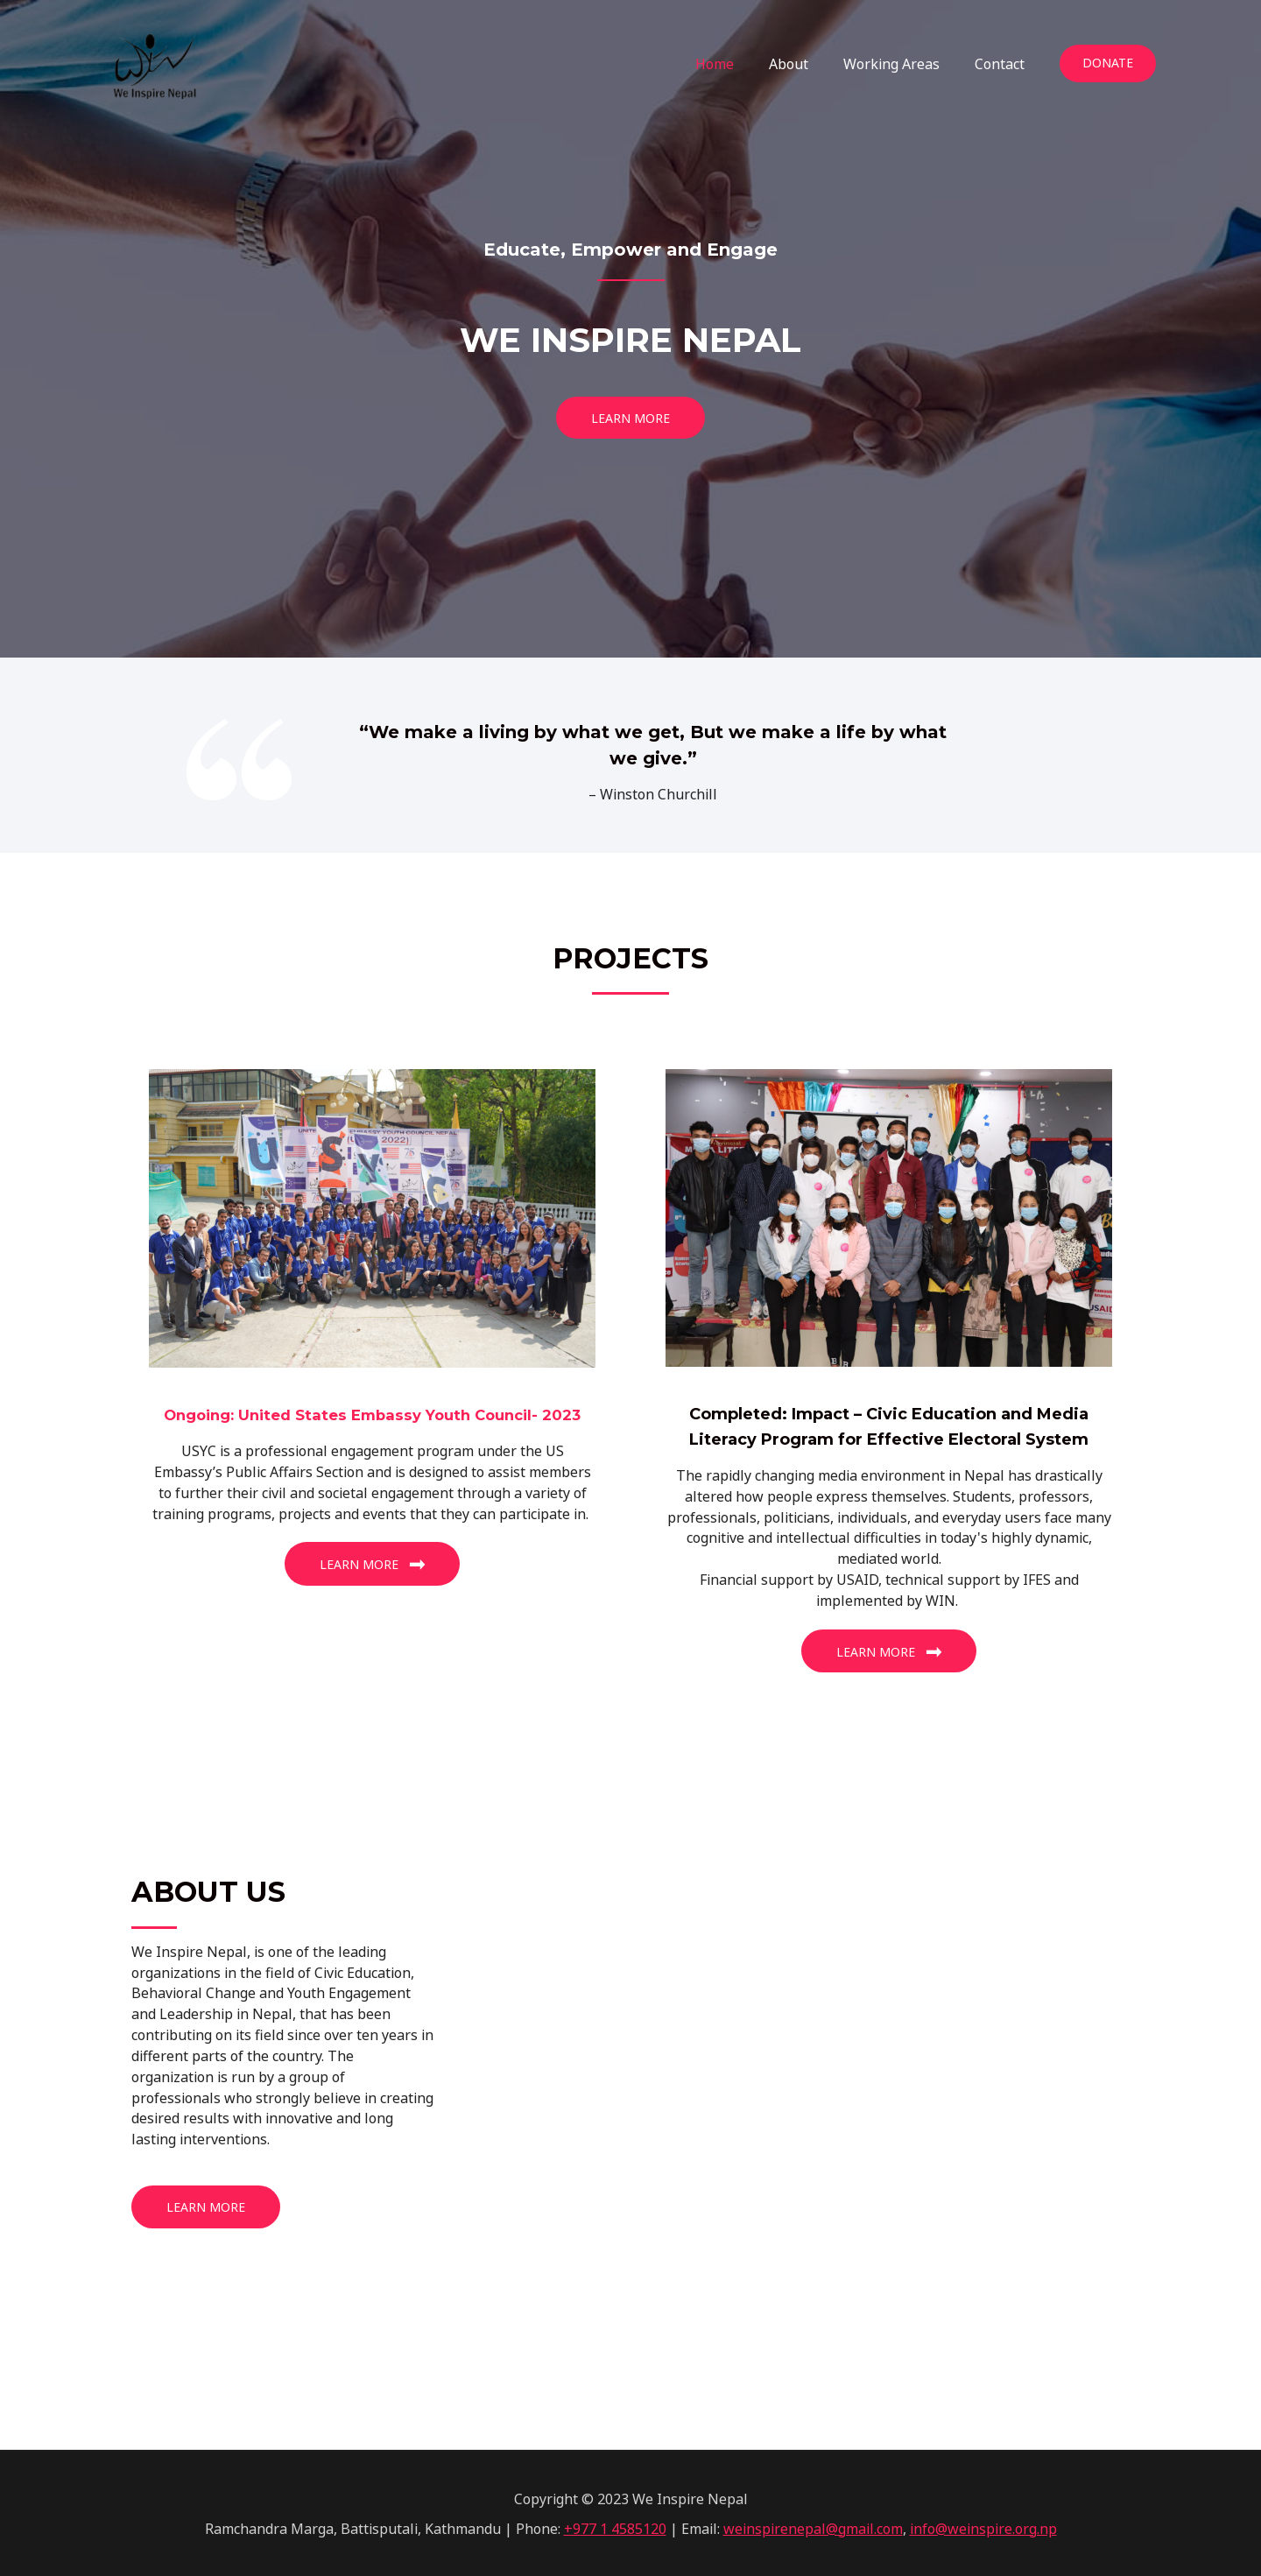 Win
We Inspire Nepal
Home
About
Working Areas
Contact
DONATE
Educate, Empower and Engage
WE INSPIRE NEPAL
LEARN MORE
“We make a living by what we get, But we make a life by what
we give.”
– Winston Churchill
PROJECTS
Ongoing: United States Embassy Youth Council- 2023
USYC is a professional engagement program under the US
Embassy’s Public Affairs Section and is designed to assist members
to further their civil and societal engagement through a variety of
training programs, projects and events that they can participate in.
LEARN MORE
Completed: Impact – Civic Education and Media
Literacy Program for Effective Electoral System
The rapidly changing media environment in Nepal has drastically
altered how people express themselves. Students, professors,
professionals, politicians, individuals, and everyday users face many
cognitive and intellectual difficulties in today's highly dynamic,
mediated world.
Financial support by USAID, technical support by IFES and
implemented by WIN.
LEARN MORE
ABOUT US
We Inspire Nepal, is one of the leading
organizations in the field of Civic Education,
Behavioral Change and Youth Engagement
and Leadership in Nepal, that has been
contributing on its field since over ten years in
different parts of the country. The
organization is run by a group of
professionals who strongly believe in creating
desired results with innovative and long
lasting interventions.
LEARN MORE
Copyright © 2023 We Inspire Nepal
Ramchandra Marga, Battisputali, Kathmandu | Phone: +977 1 4585120 | Email: weinspirenepal@gmail.com, info@weinspire.org.np